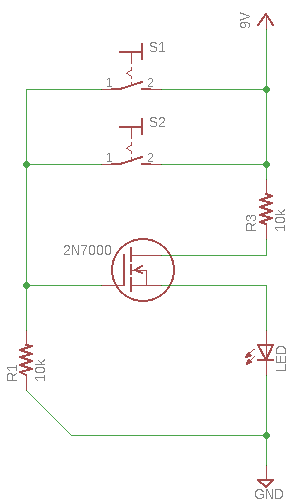 9V
S1
1 2
S2
1 2
R3
10k
2N7000
R1
10k
LED
GND